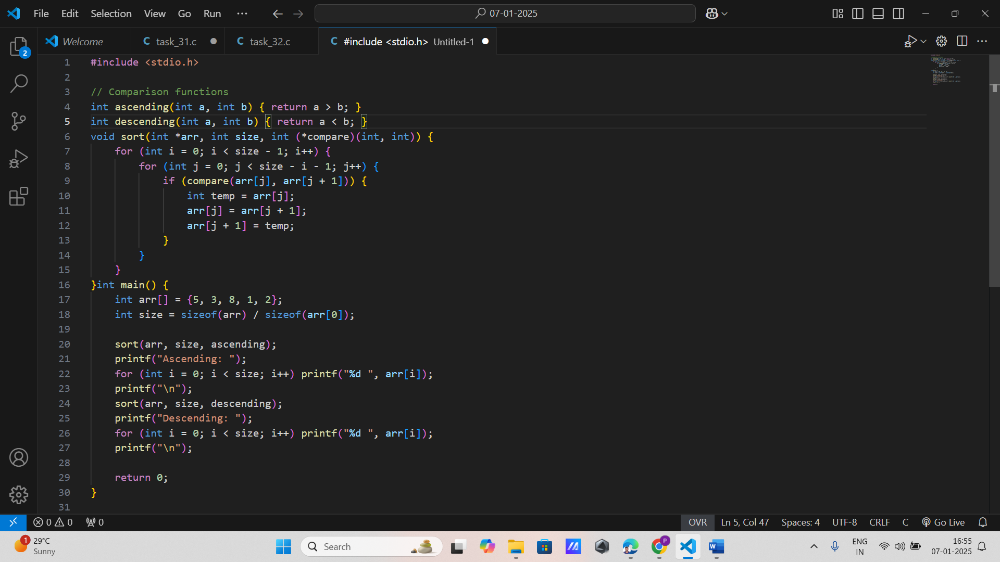 File Edit Selection View Go Run ··· 07-01-2025
Welcome task_31.c task_32.c #include <stdio.h> Untitled-1
2
1 #include <stdio.h>
2
3 // Comparison functions
4 int ascending(int a, int b) { return a > b; }
5 int descending(int a, int b) { return a < b; }
6 void sort(int *arr, int size, int (*compare)(int, int)) {
7     for (int i = 0; i < size - 1; i++) {
8         for (int j = 0; j < size - i - 1; j++) {
9             if (compare(arr[j], arr[j + 1])) {
10                 int temp = arr[j];
11                 arr[j] = arr[j + 1];
12                 arr[j + 1] = temp;
13             }
14         }
15     }
16 }int main() {
17     int arr[] = {5, 3, 8, 1, 2};
18     int size = sizeof(arr) / sizeof(arr[0]);
19
20     sort(arr, size, ascending);
21     printf("Ascending: ");
22     for (int i = 0; i < size; i++) printf("%d ", arr[i]);
23     printf("\n");
24     sort(arr, size, descending);
25     printf("Descending: ");
26     for (int i = 0; i < size; i++) printf("%d ", arr[i]);
27     printf("\n");
28
29     return 0;
30 }
31
0 0 0 OVR Ln 5, Col 47 Spaces: 4 UTF-8 CRLF C Go Live
1 29°C Search P ENG 16:55
Sunny IN 07-01-2025